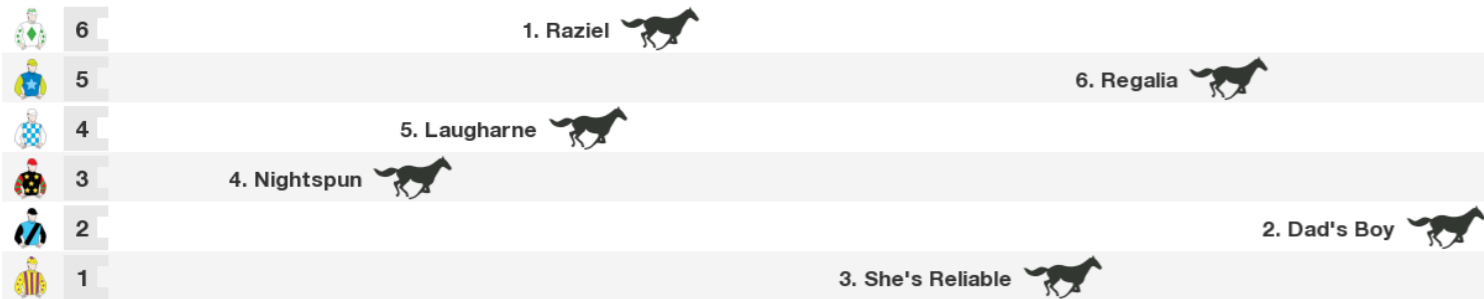 6 1. Raziel
5 6. Regalia
4 5. Laugharne
3 4. Nightspun
2 2. Dad's Boy
1 3. She's Reliable